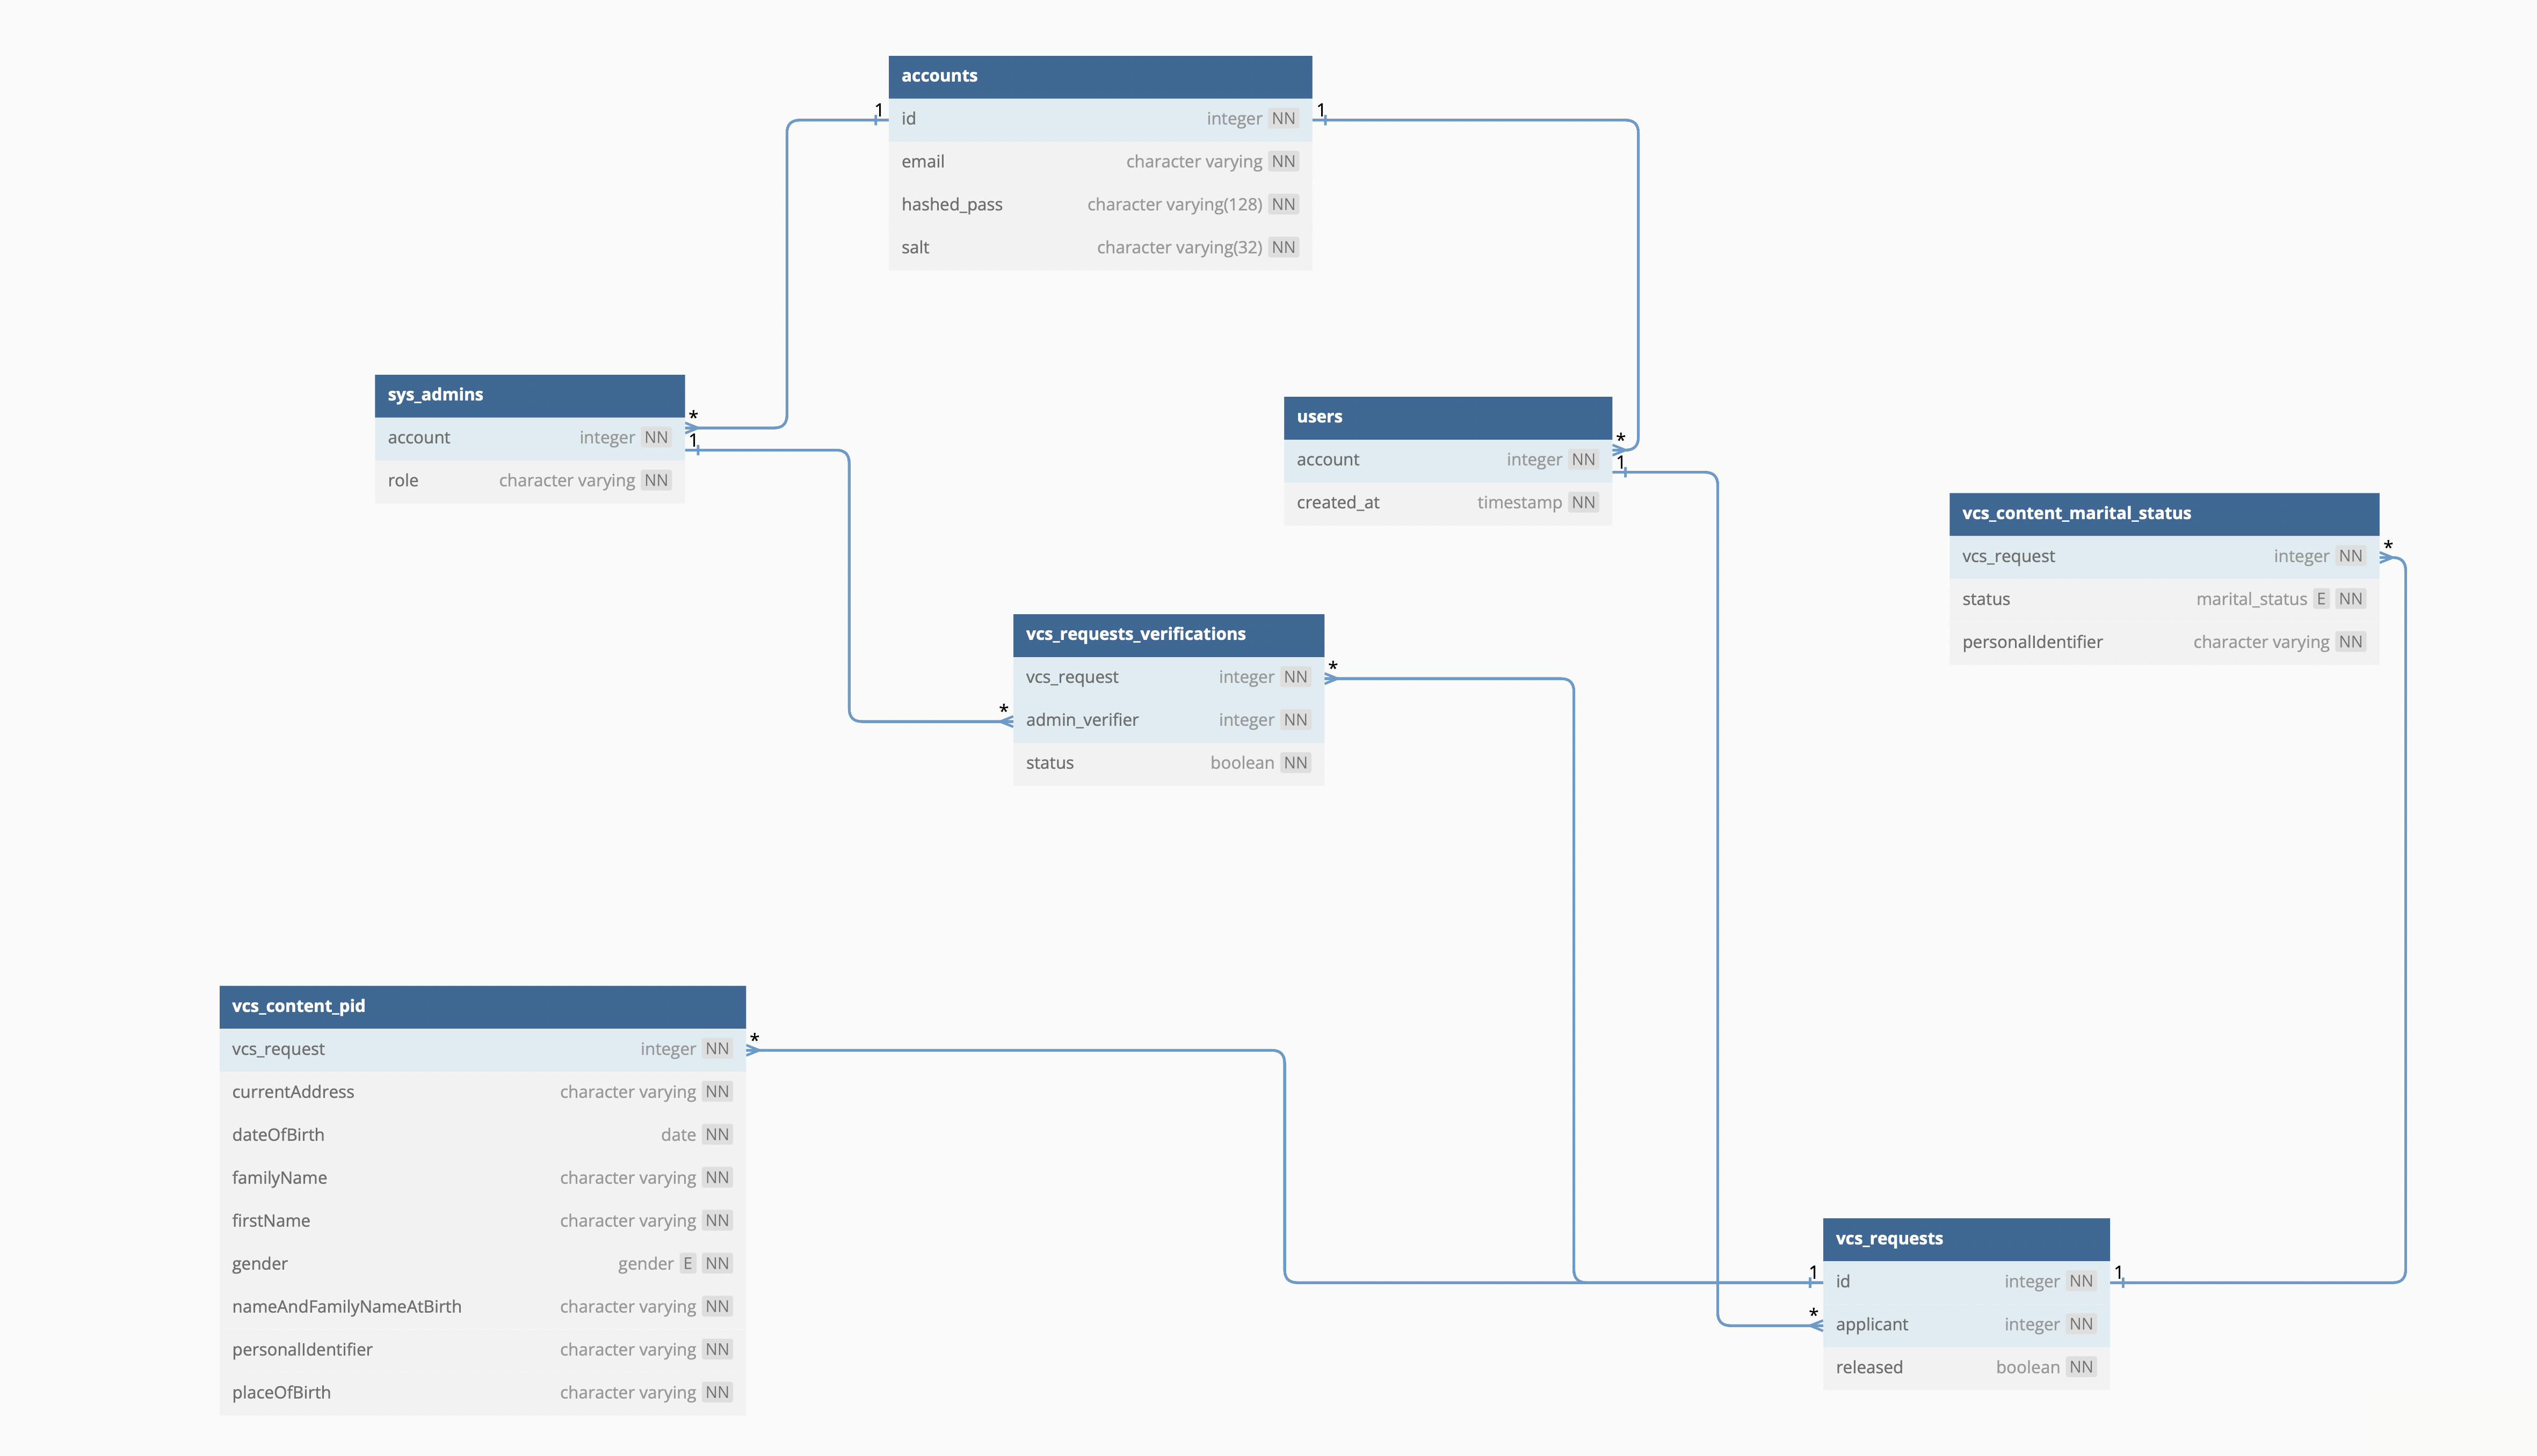 accounts
1 id integer NN 1
email character varying NN
hashed_pass character varying(128) NN
salt character varying(32) NN
sys_admins
*
account integer NN
1
role character varying NN
users
*
account integer NN
1
created_at timestamp NN
vcs_content_marital_status
vcs_request integer NN *
status marital_status E NN
personalIdentifier character varying NN
vcs_requests_verifications
vcs_request integer NN *
* admin_verifier integer NN
status boolean NN
vcs_content_pid
vcs_request integer NN *
currentAddress character varying NN
dateOfBirth date NN
familyName character varying NN
firstName character varying NN
gender gender E NN
nameAndFamilyNameAtBirth character varying NN
personalIdentifier character varying NN
placeOfBirth character varying NN
vcs_requests
1 id integer NN 1
* applicant integer NN
released boolean NN